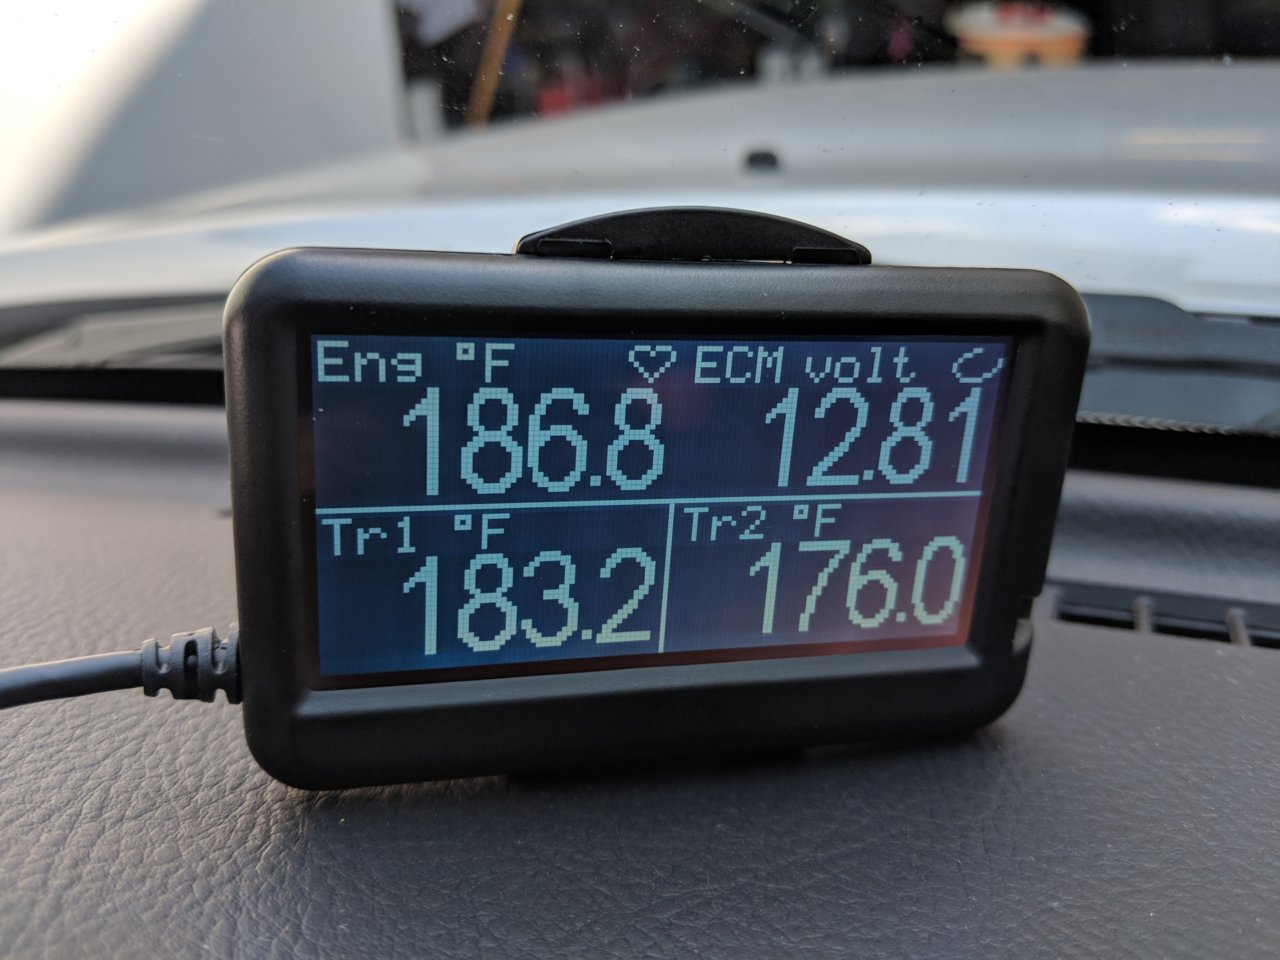 Eng °F ECM volt
186.8 12.81
Tr1 °F Tr2 °F
183.2 176.0